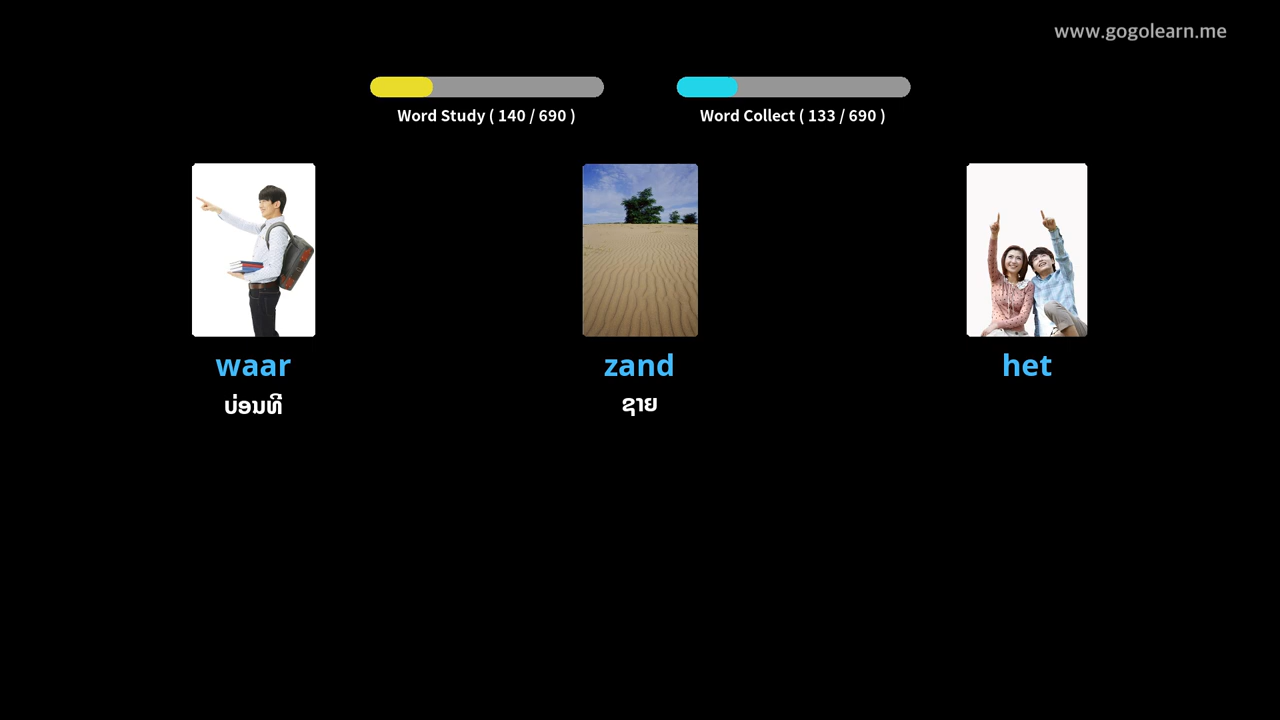 www.gogolearn.me
Word Study ( 140 / 690 )
Word Collect ( 133 / 690 )
waar
zand
het
ບ່ອນທີ່
ຊາຍ